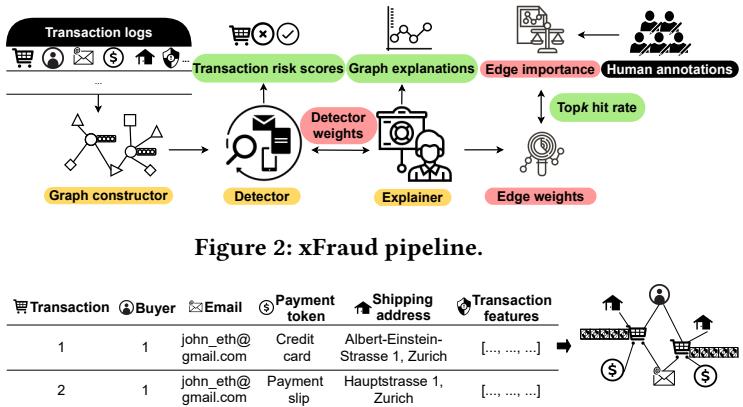 Transaction logs
...
...
Transaction risk scores
Graph explanations
Edge importance
Human annotations
Detector
weights
Topk hit rate
Graph constructor
Detector
Explainer
Edge weights
Figure 2: xFraud pipeline.
Transaction Buyer Email Payment token Shipping address Transaction features
1 1 john_eth@ Credit Albert-Einstein- [..., ..., ...]
gmail.com card Strasse 1, Zurich
2 1 john_eth@ Payment Hauptstrasse 1, [..., ..., ...]
gmail.com slip Zurich